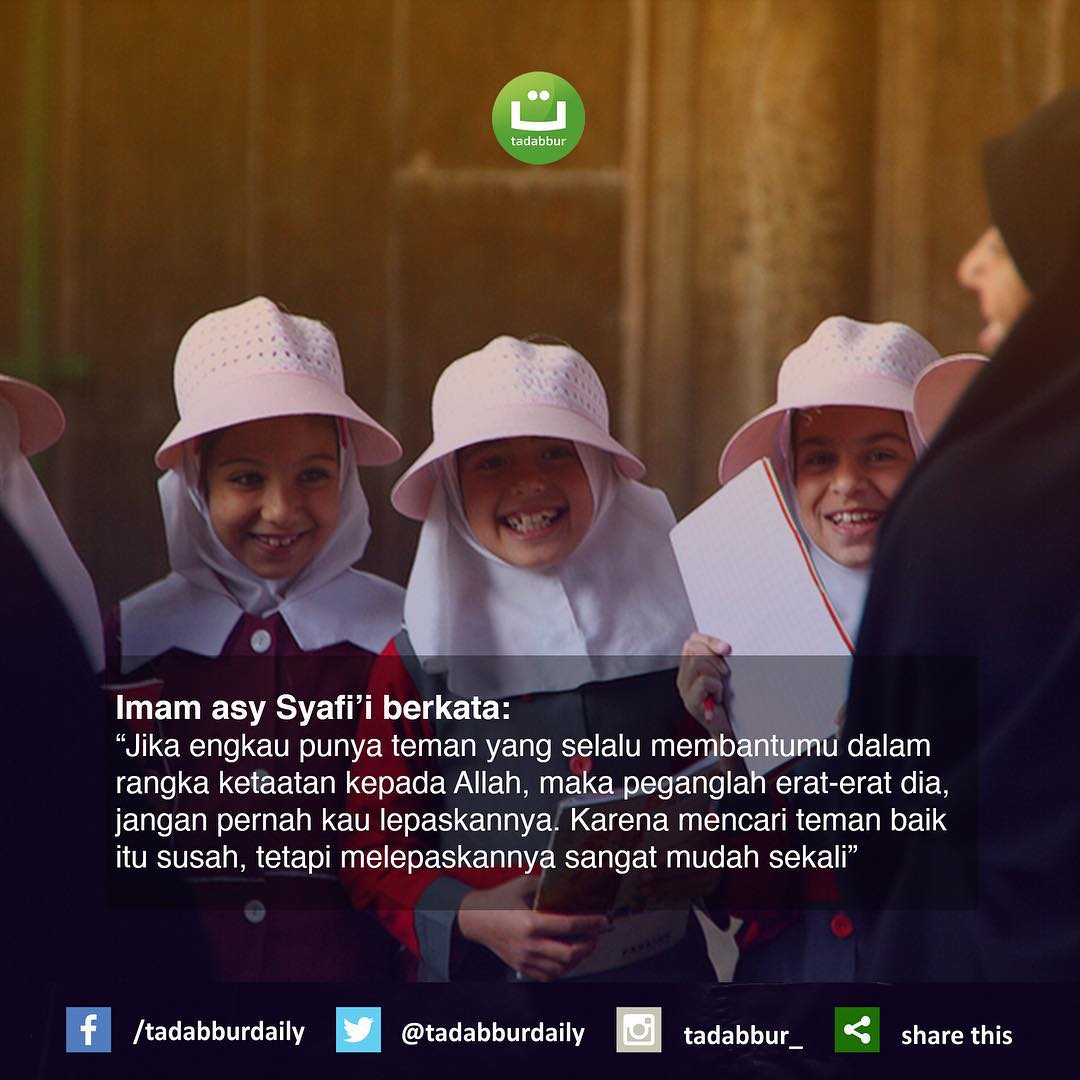 tadabbur
Imam asy Syafi’i berkata:
“Jika engkau punya teman yang selalu membantumu dalam
rangka ketaatan kepada Allah, maka peganglah erat-erat dia,
jangan pernah kau lepaskannya. Karena mencari teman baik
itu susah, tetapi melepaskannya sangat mudah sekali”
/tadabburdaily
@tadabburdaily
tadabbur_
share this